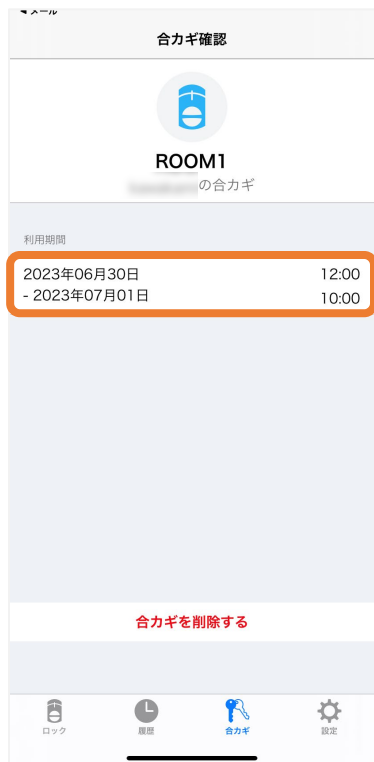 ◀ メール
合カギ確認
ROOM1
の合カギ
利用期間
2023年06月30日 12:00
- 2023年07月01日 10:00
合カギを削除する
ロック 履歴 合カギ 設定